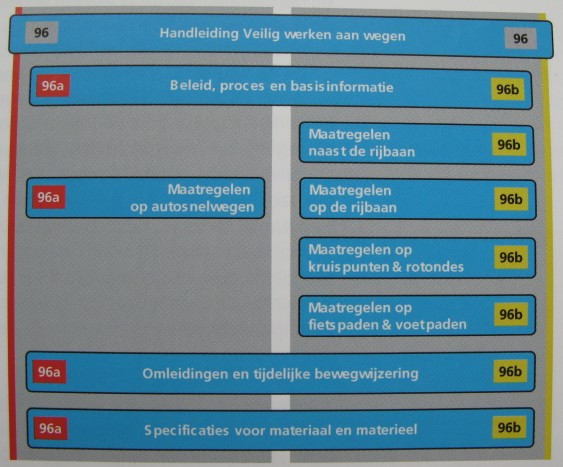 96 Handleiding Veilig werken aan wegen 96
96a Beleid, proces en basisinformatie 96b
Maatregelen
naast de rijbaan 96b
96a Maatregelen
op autosnelwegen
Maatregelen
op de rijbaan 96b
Maatregelen op
kruispunten & rotondes 96b
Maatregelen op
fietspaden & voetpaden 96b
96a Omleidingen en tijdelijke bewegwijzering 96b
96a Specificaties voor materiaal en materieel 96b